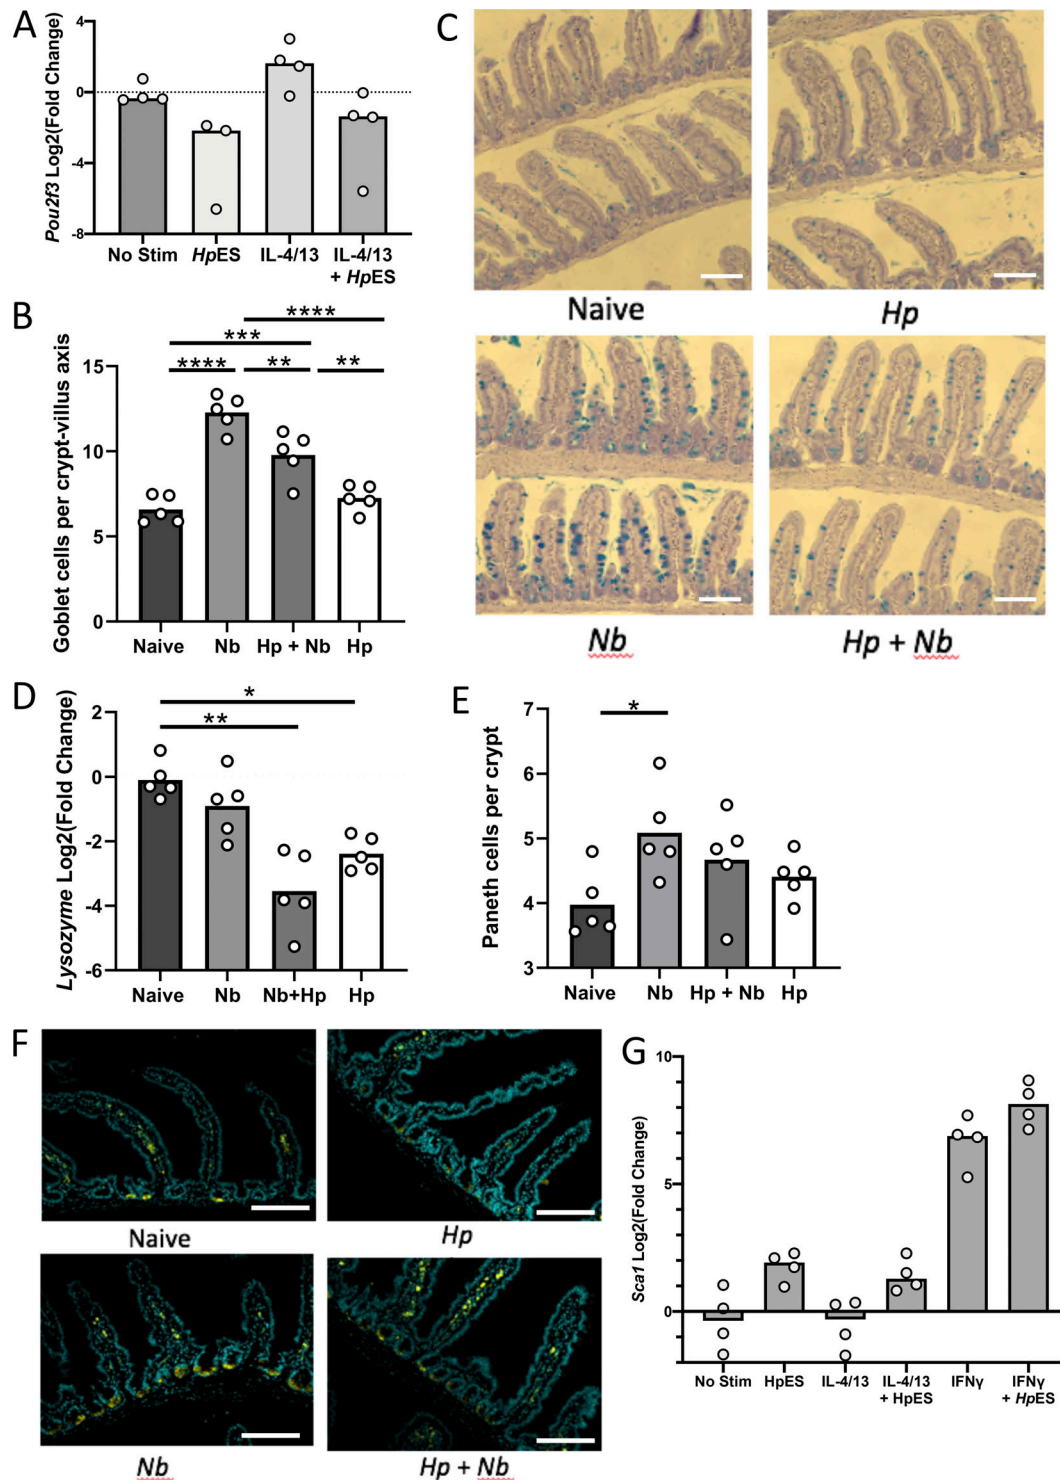 A
Pou2f3 Log2(Fold Change)
4
0
-4
-8
No Stim
HpES
IL-4/13
IL-4/13
+ HpES
B
Goblet cells per crypt-villus axis
15
10
5
0
****
***
****
**
**
Naive
Nb
Hp + Nb
Hp
C
Naive
Hp
Nb
Hp + Nb
D
Lysozyme Log2(Fold Change)
2
0
-2
-4
-6
*
**
Naive
Nb
Nb+Hp
Hp
E
Paneth cells per crypt
7
6
5
4
3
*
Naive
Nb
Hp + Nb
Hp
F
Naive
Hp
Nb
Hp + Nb
G
Sca1 Log2(Fold Change)
10
5
0
No Stim
HpES
IL-4/13
IL-4/13
+ HpES
IFNγ
IFNγ
+ HpES